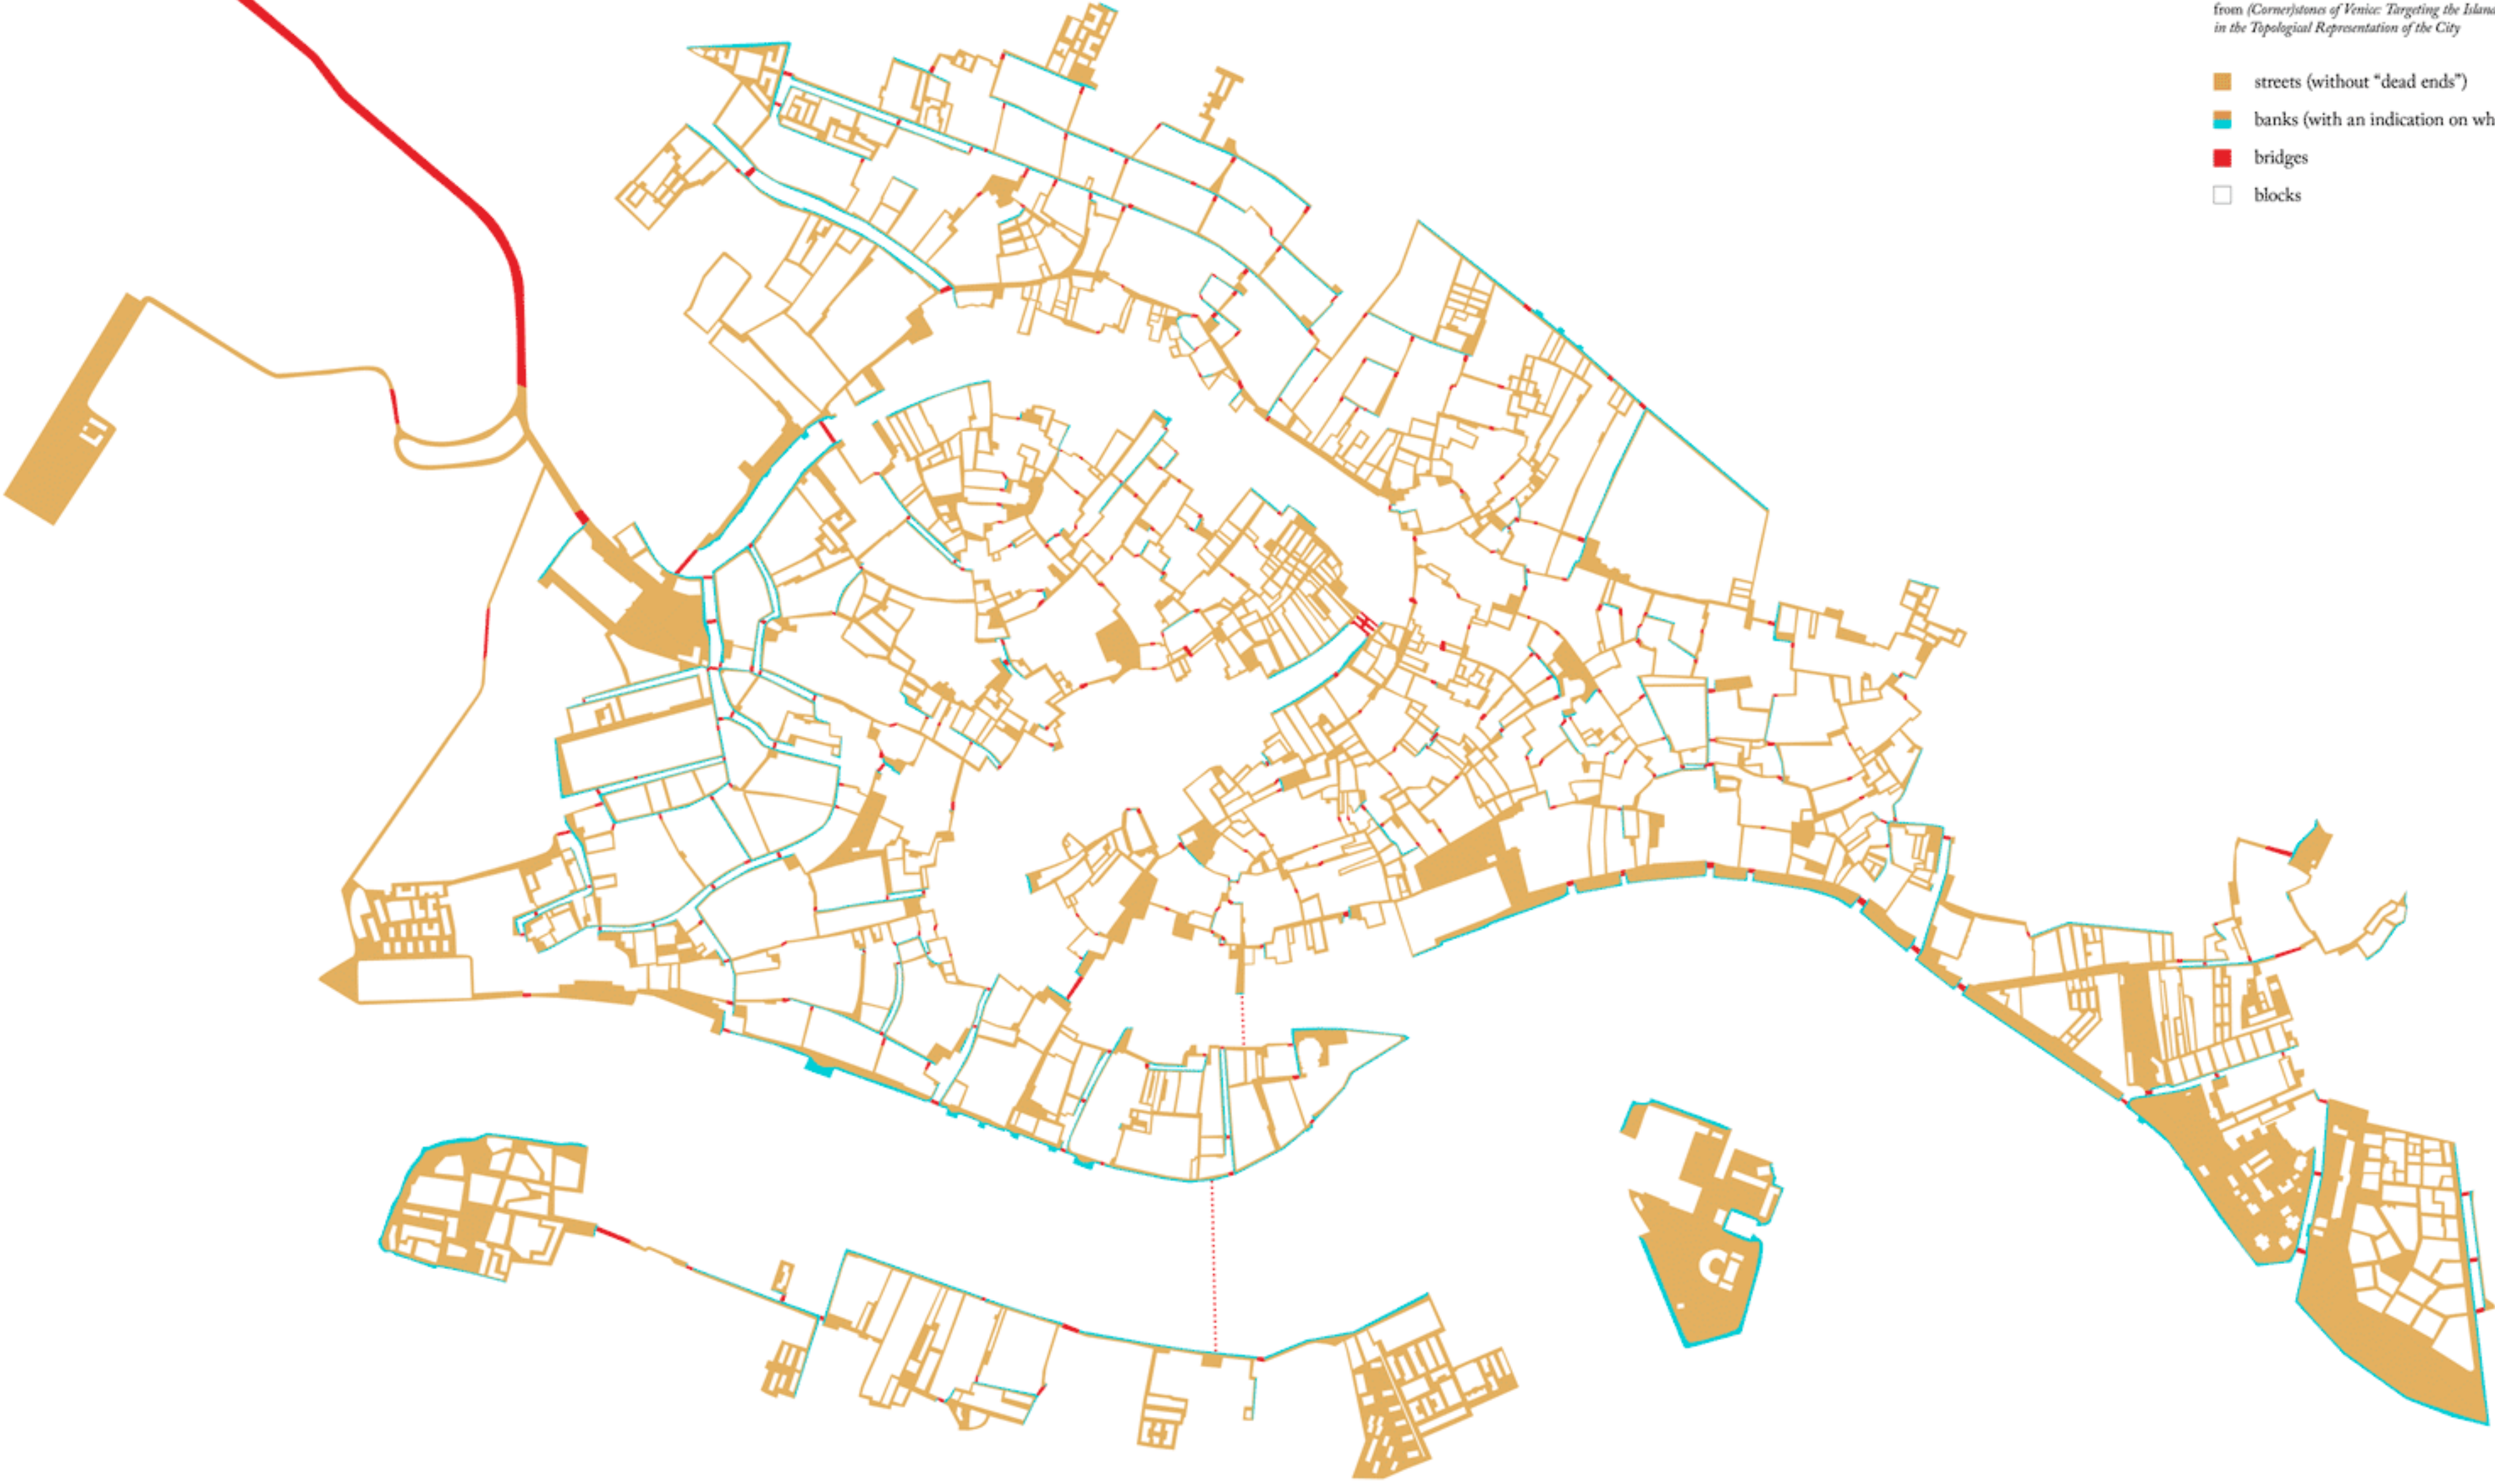 from (Corner)stones of Venice: Targeting the Island
in the Topological Representation of the City
streets (without “dead ends”)
banks (with an indication on wh
bridges
blocks